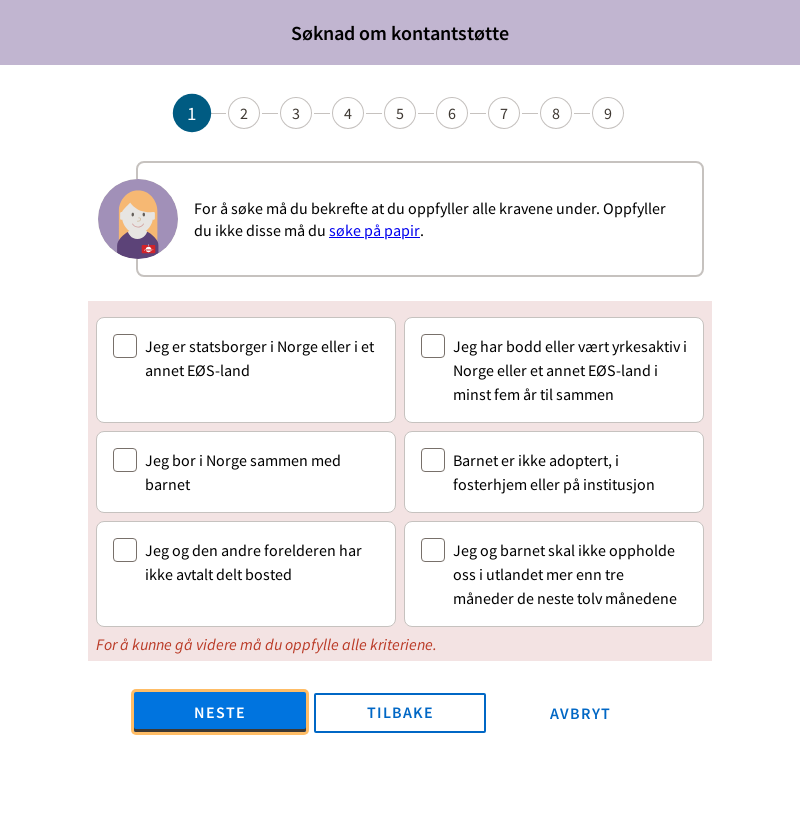 Søknad om kontantstøtte
1 2 3 4 5 6 7 8 9
For å søke må du bekrefte at du oppfyller alle kravene under. Oppfyller
du ikke disse må du søke på papir.
Jeg er statsborger i Norge eller i et
annet EØS-land
Jeg har bodd eller vært yrkesaktiv i
Norge eller et annet EØS-land i
minst fem år til sammen
Jeg bor i Norge sammen med
barnet
Barnet er ikke adoptert, i
fosterhjem eller på institusjon
Jeg og den andre forelderen har
ikke avtalt delt bosted
Jeg og barnet skal ikke oppholde
oss i utlandet mer enn tre
måneder de neste tolv månedene
For å kunne gå videre må du oppfylle alle kriteriene.
NESTE TILBAKE AVBRYT